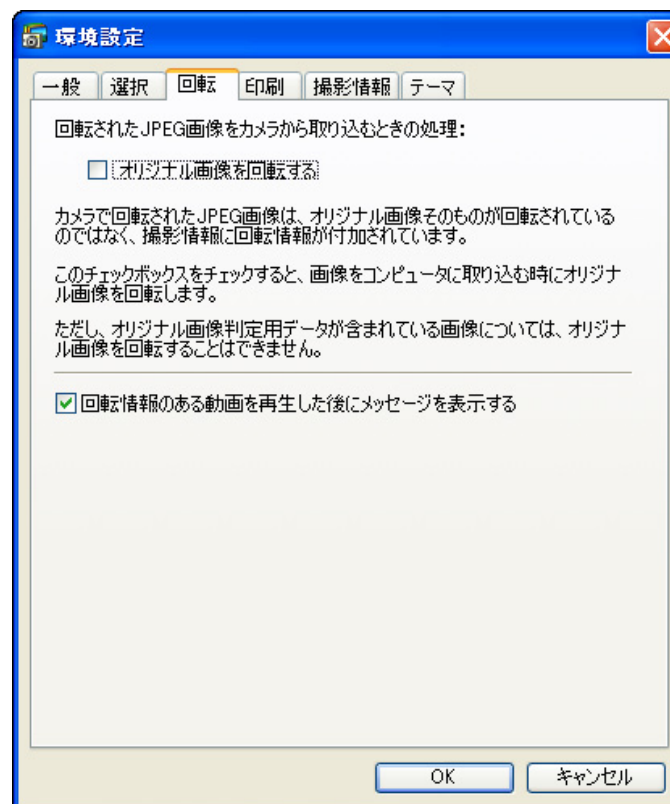 環境設定
一般 選択 回転 印刷 撮影情報 テーマ
回転されたJPEG画像をカメラから取り込むときの処理:
オリジナル画像を回転する
カメラで回転されたJPEG画像は、オリジナル画像そのものが回転されている
のではなく、撮影情報に回転情報が付加されています。
このチェックボックスをチェックすると、画像をコンピュータに取り込む時にオリジナ
ル画像を回転します。
ただし、オリジナル画像判定用データが含まれている画像については、オリジナ
ル画像を回転することはできません。
回転情報のある動画を再生した後にメッセージを表示する
OK キャンセル